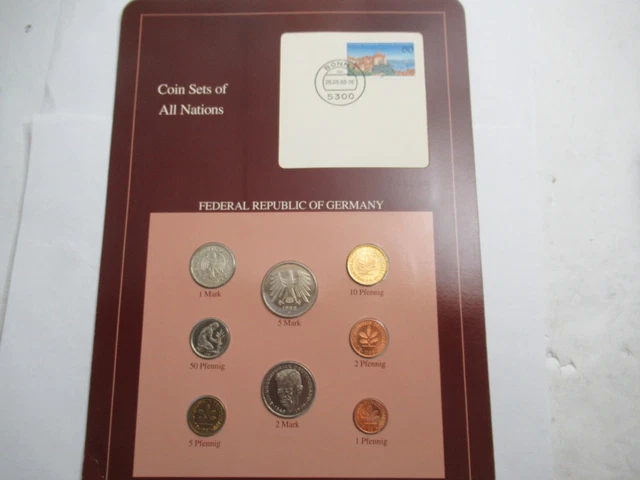 Coin Sets of
All Nations
BONN
5300
FEDERAL REPUBLIC OF GERMANY
1 Mark
5 Mark
10 Pfennig
50 Pfennig
2 Pfennig
2 Mark
5 Pfennig
1 Pfennig